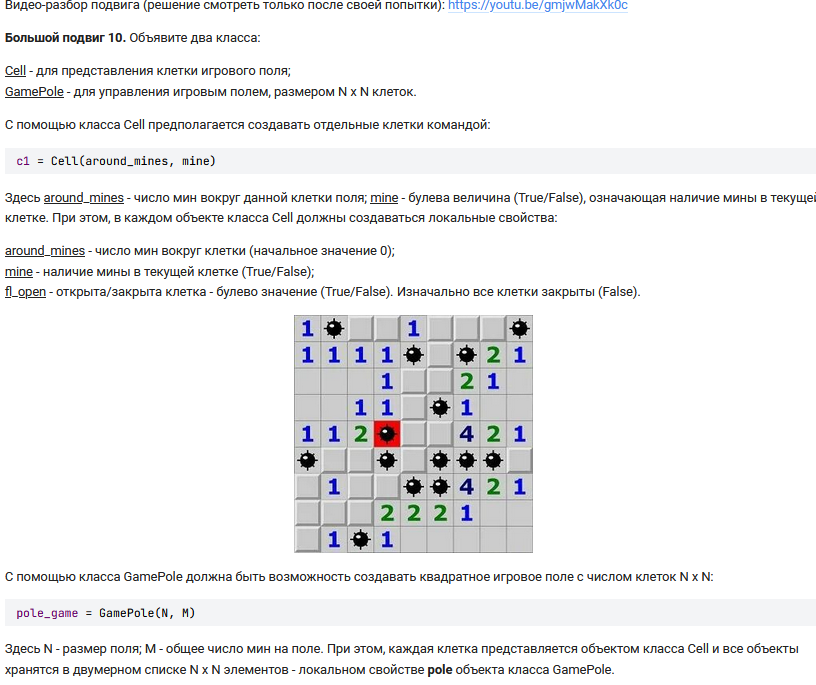 Видео-разбор подвига (решение смотреть только после своей попытки): https://youtu.be/gmjwMakXk0c
Большой подвиг 10. Объявите два класса:
Cell - для представления клетки игрового поля;
GamePole - для управления игровым полем, размером N x N клеток.
С помощью класса Cell предполагается создавать отдельные клетки командой:
c1 = Cell(around_mines, mine)
Здесь around_mines - число мин вокруг данной клетки поля; mine - булева величина (True/False), означающая наличие мины в текущей
клетке. При этом, в каждом объекте класса Cell должны создаваться локальные свойства:
around_mines - число мин вокруг клетки (начальное значение 0);
mine - наличие мины в текущей клетке (True/False);
fl_open - открыта/закрыта клетка - булево значение (True/False). Изначально все клетки закрыты (False).
1 1
1 1 1 1 2 1
1 2 1
1 1 1
1 1 2 4 2 1
1 4 2 1
2 2 2 1
1 1
С помощью класса GamePole должна быть возможность создавать квадратное игровое поле с числом клеток N x N:
pole_game = GamePole(N, M)
Здесь N - размер поля; M - общее число мин на поле. При этом, каждая клетка представляется объектом класса Cell и все объекты
хранятся в двумерном списке N x N элементов - локальном свойстве pole объекта класса GamePole.